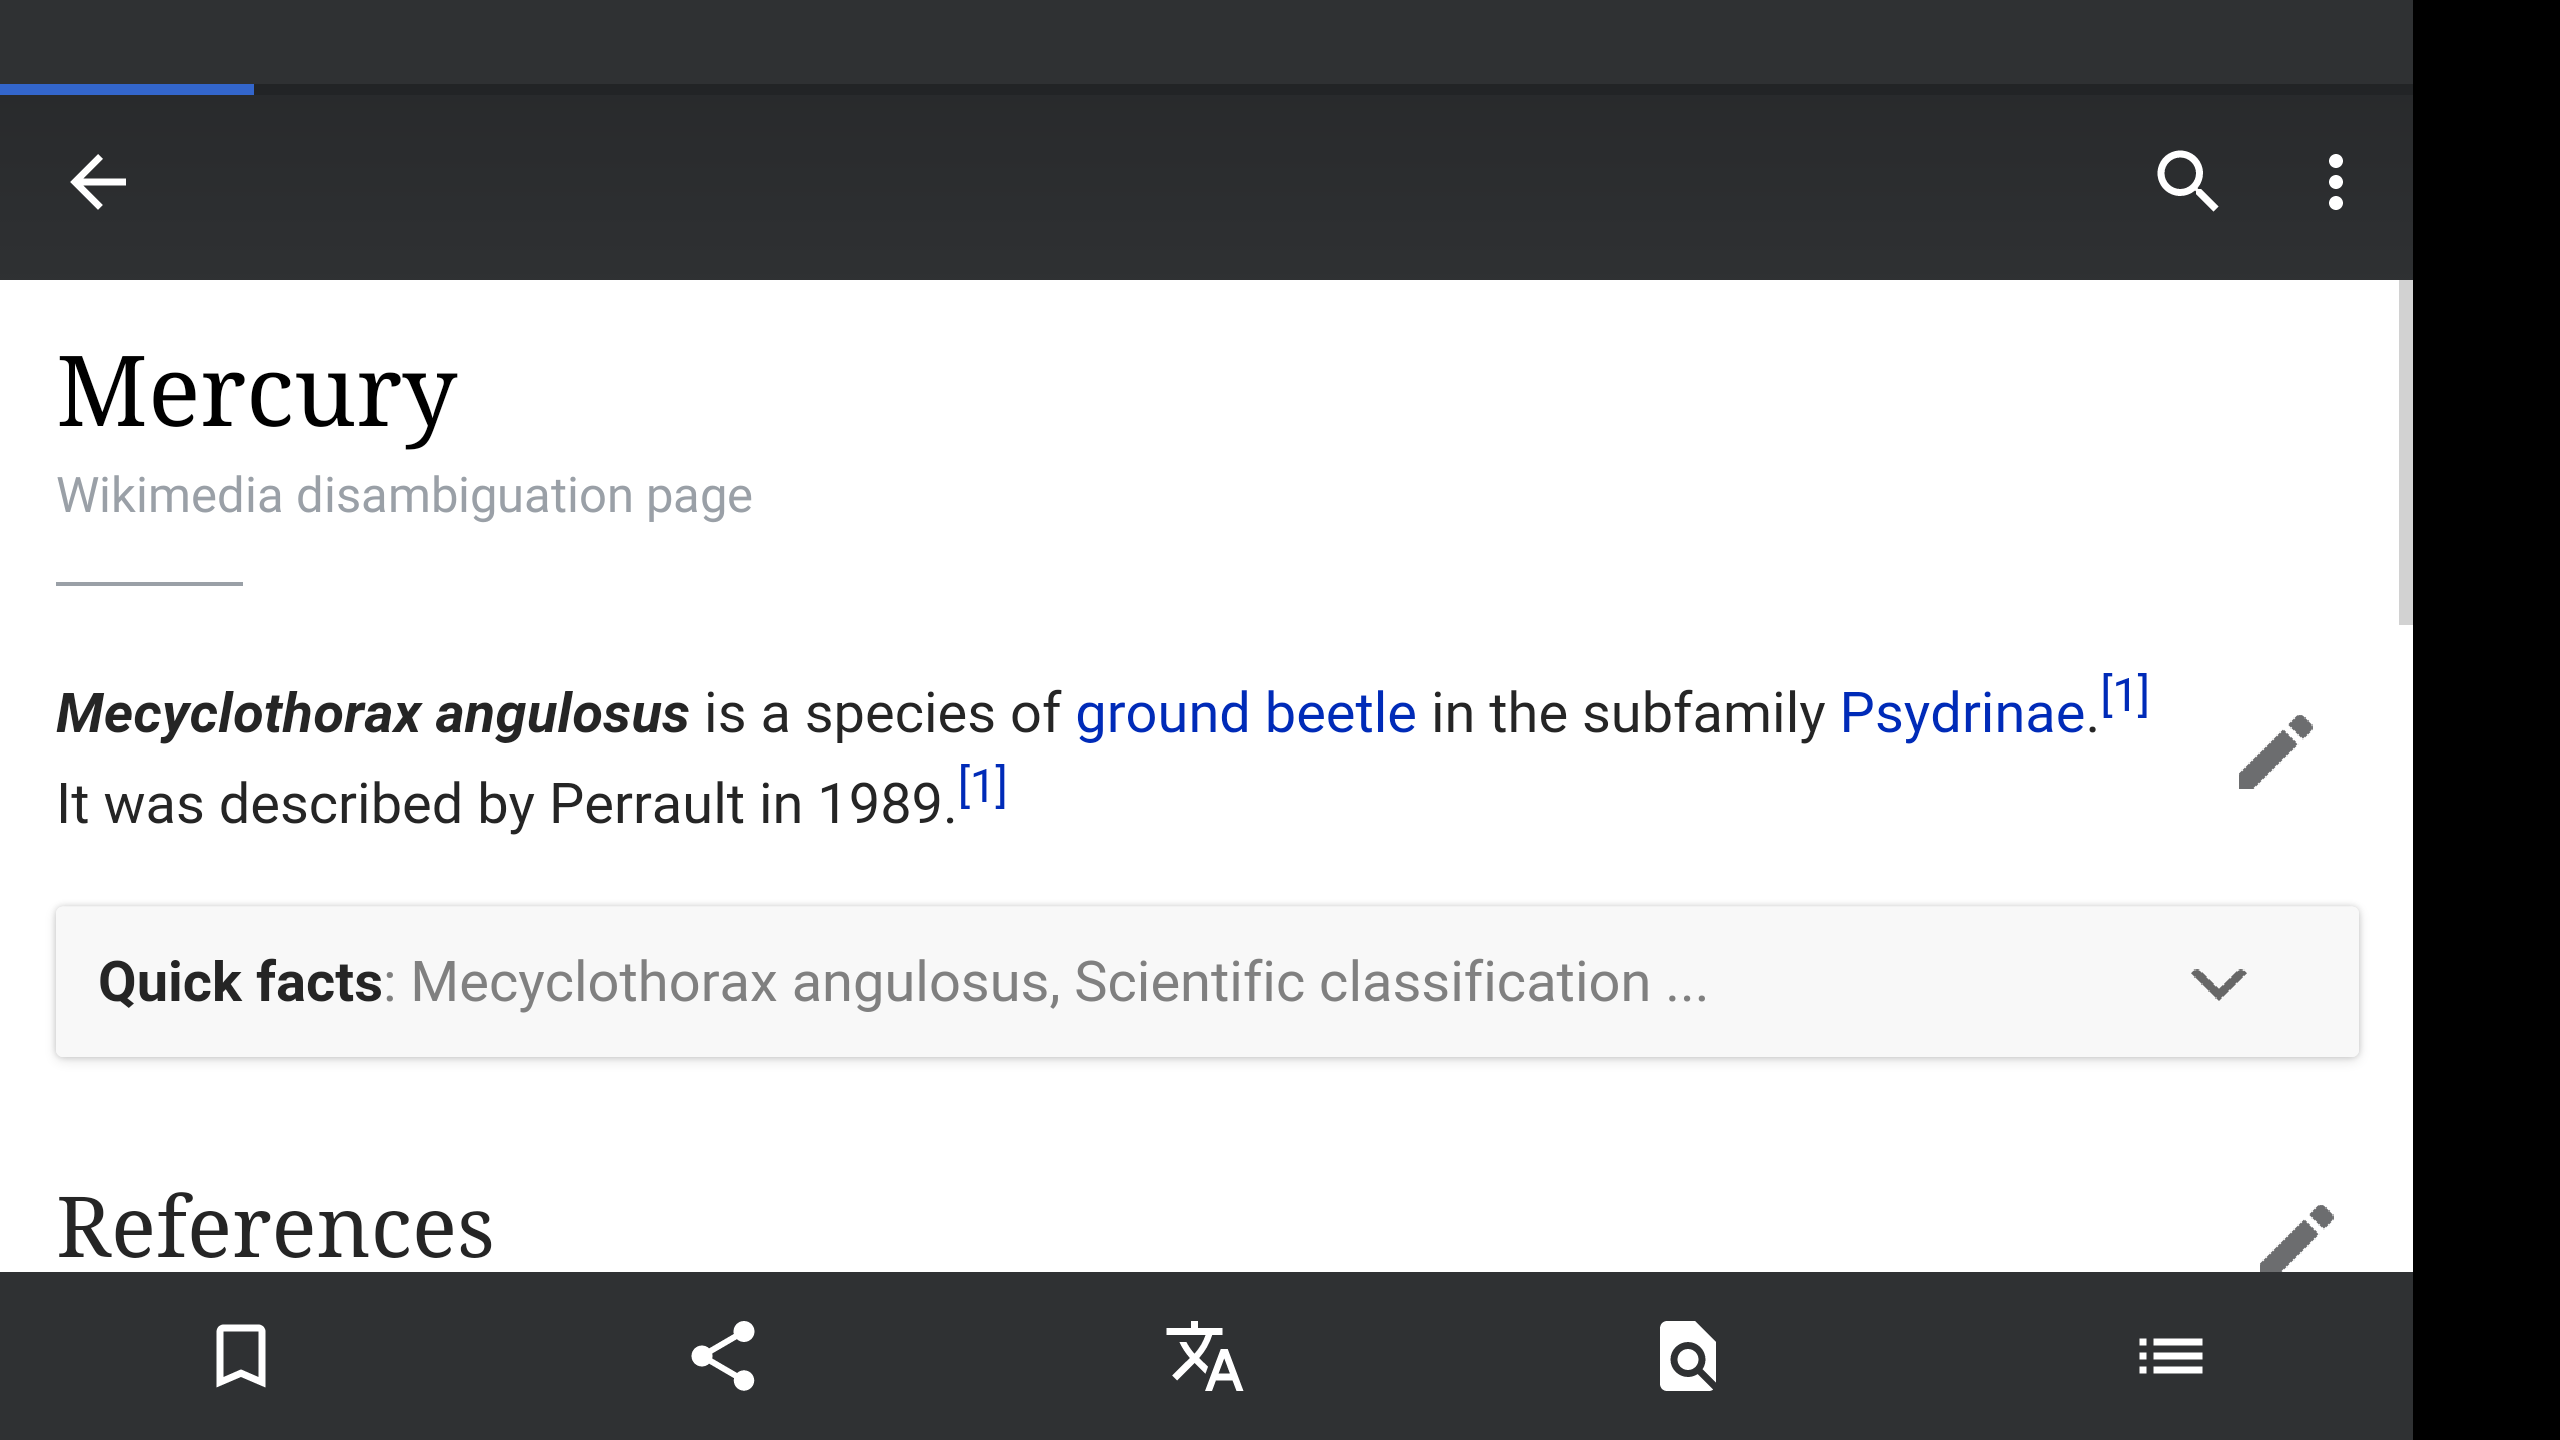 Mercury
Wikimedia disambiguation page
Mecyclothorax angulosus is a species of ground beetle in the subfamily Psydrinae.[1]
It was described by Perrault in 1989.[1]
Quick facts: Mecyclothorax angulosus, Scientific classification ...
References